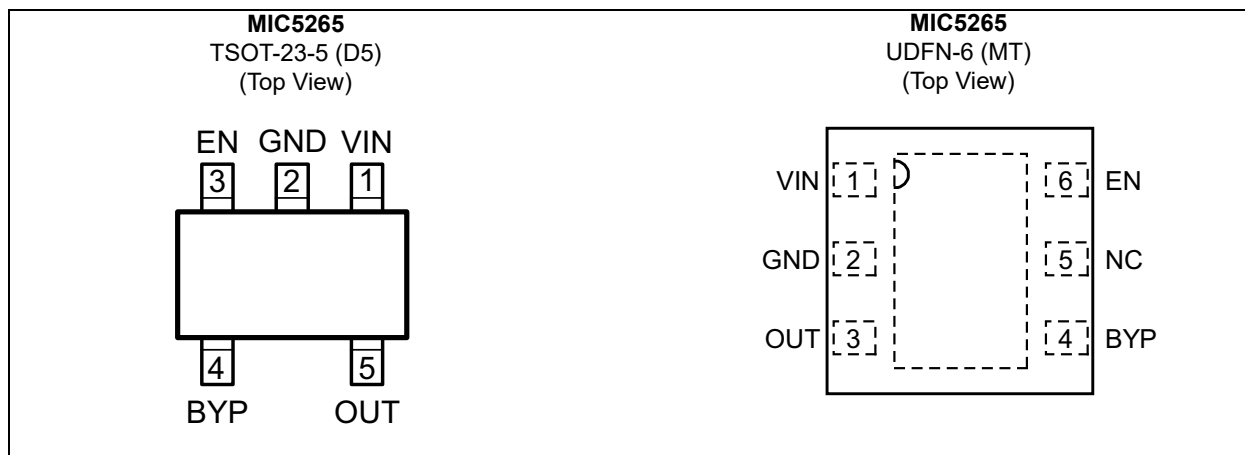 MIC5265
TSOT-23-5 (D5)
(Top View)
EN GND VIN
3 2 1
4 5
BYP OUT
MIC5265
UDFN-6 (MT)
(Top View)
VIN 1 6 EN
GND 2 5 NC
OUT 3 4 BYP